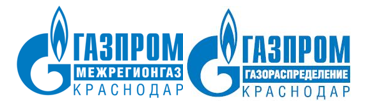 ГАЗПРОМ
МЕЖРЕГИОНГАЗ
КРАСНОДАР
ГАЗПРОМ
ГАЗОРАСПРЕДЕЛЕНИЕ
КРАСНОДАР